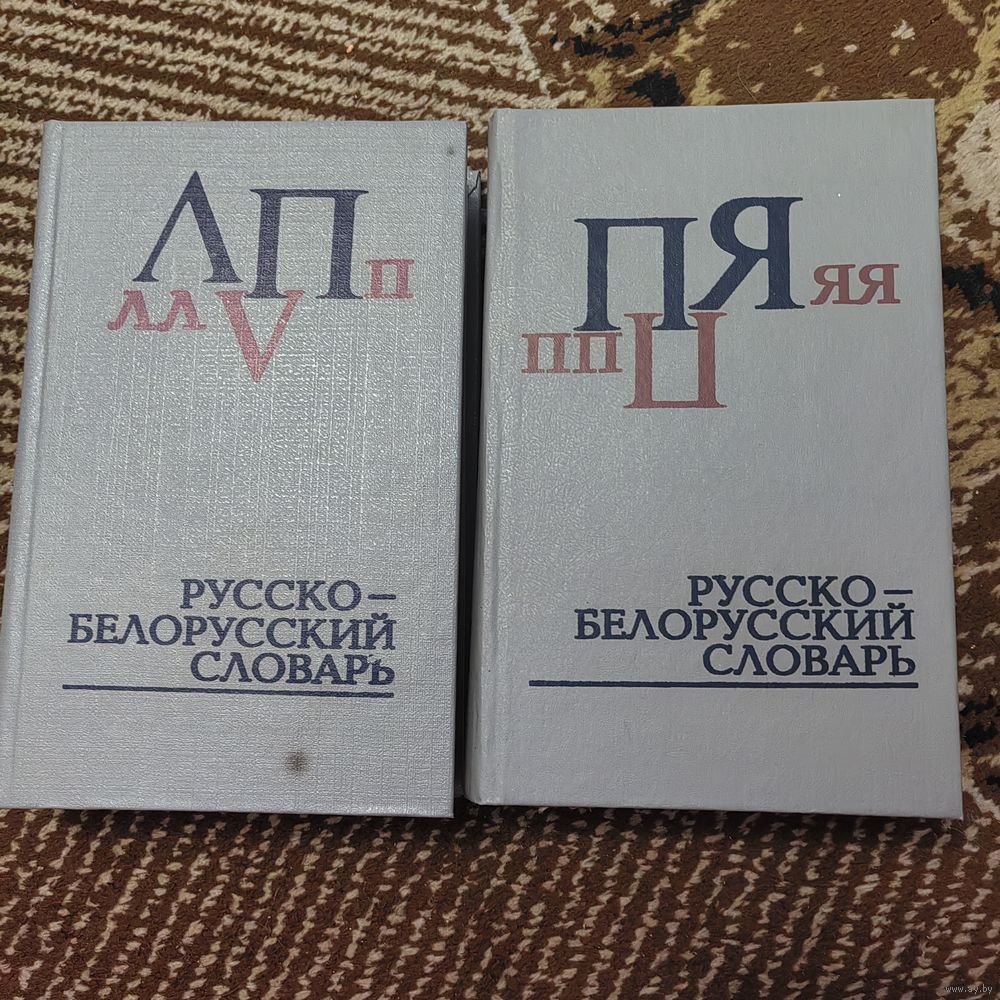 ЛП
лл V п
РУССКО—
БЕЛОРУССКИЙ
СЛОВАРЬ
ПЯ яя
пп Ц
РУССКО—
БЕЛОРУССКИЙ
СЛОВАРЬ
www.ay.by